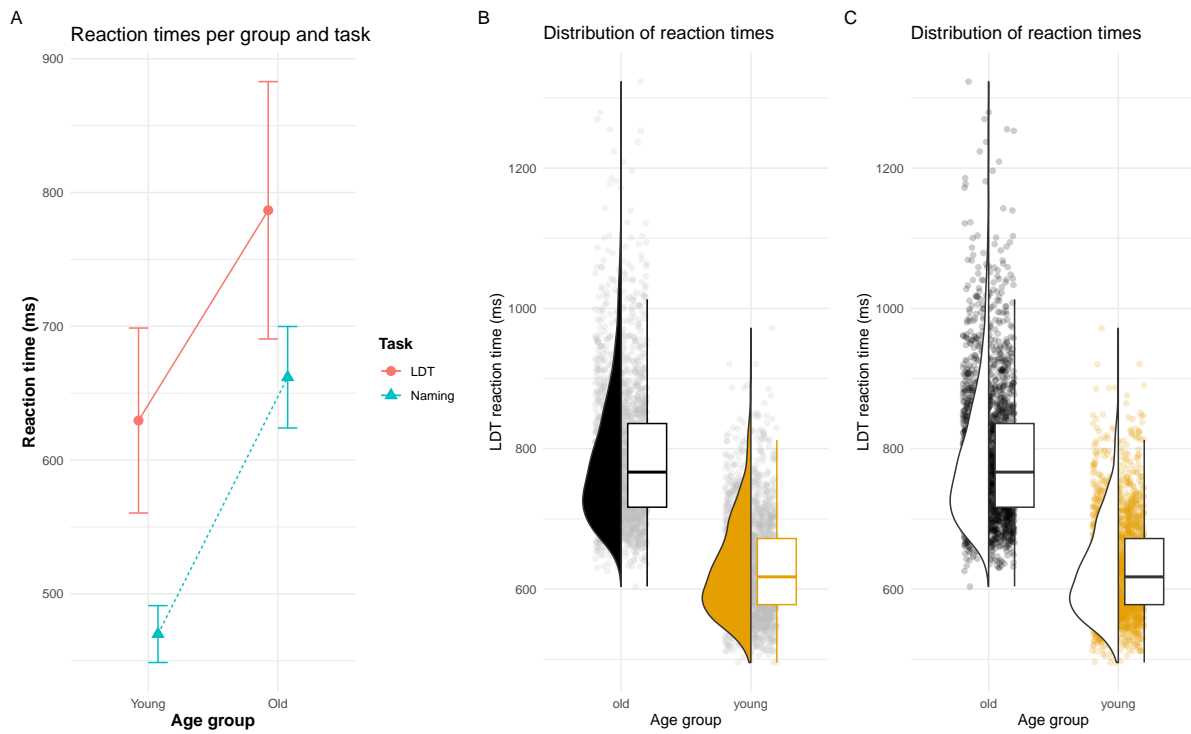 A
Reaction times per group and task
900
800
700
600
500
Reaction time (ms)
Young
Old
Age group
Task
LDT
Naming
B
Distribution of reaction times
1200
1000
800
600
LDT reaction time (ms)
old
young
Age group
C
Distribution of reaction times
1200
1000
800
600
LDT reaction time (ms)
old
young
Age group